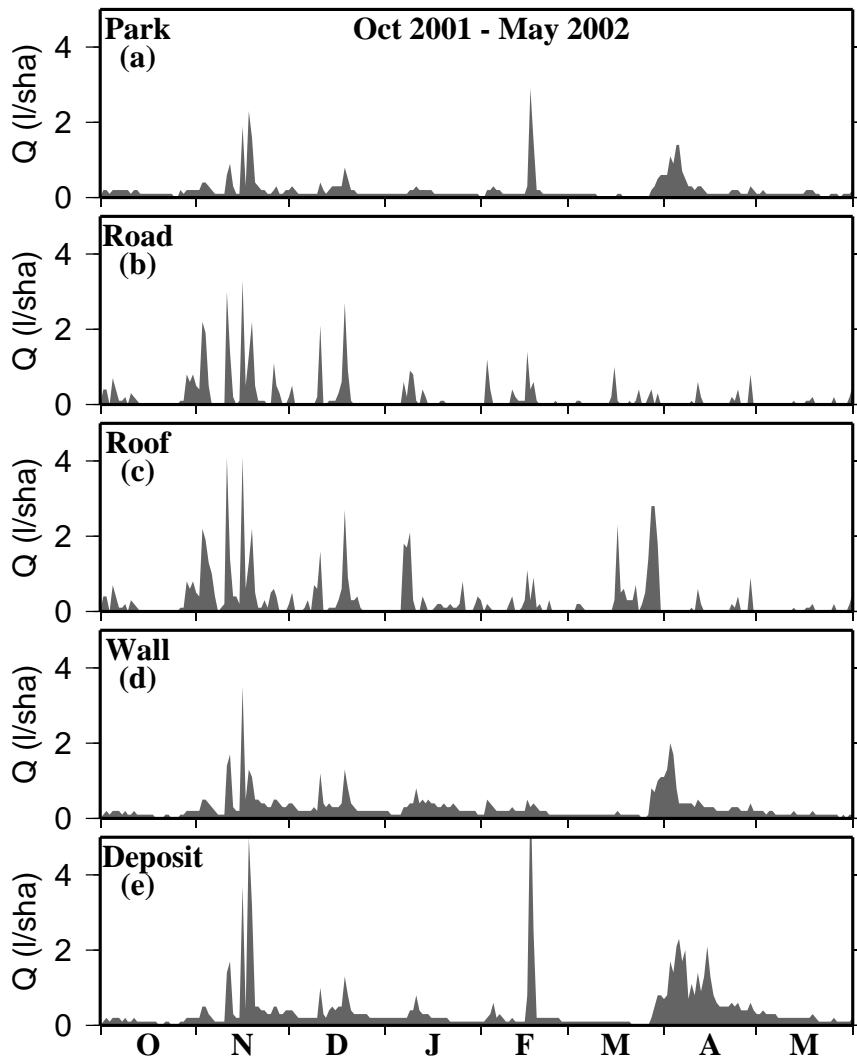 Park Oct 2001 - May 2002
(a)
Q (l/sha)
4
2
0
Road
(b)
Q (l/sha)
4
2
0
Roof
(c)
Q (l/sha)
4
2
0
Wall
(d)
Q (l/sha)
4
2
0
Deposit
(e)
Q (l/sha)
4
2
0
O N D J F M A M